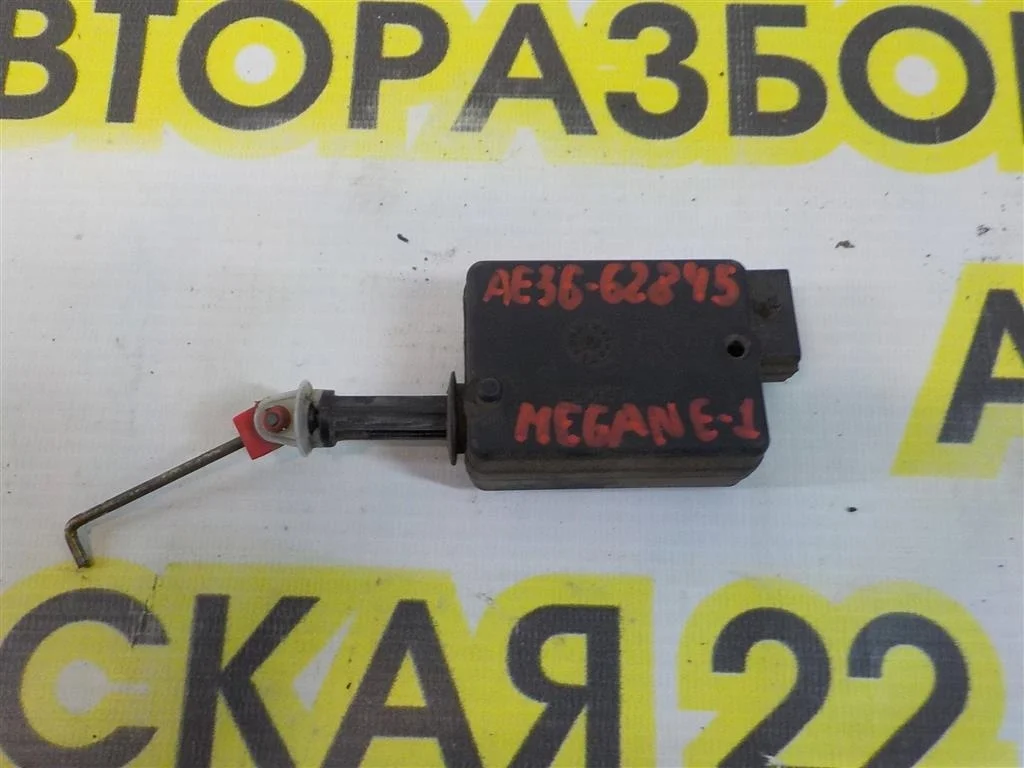 ВТОРАЗБО
AE36-62845
MEGANE-1
А
СКАЯ 22